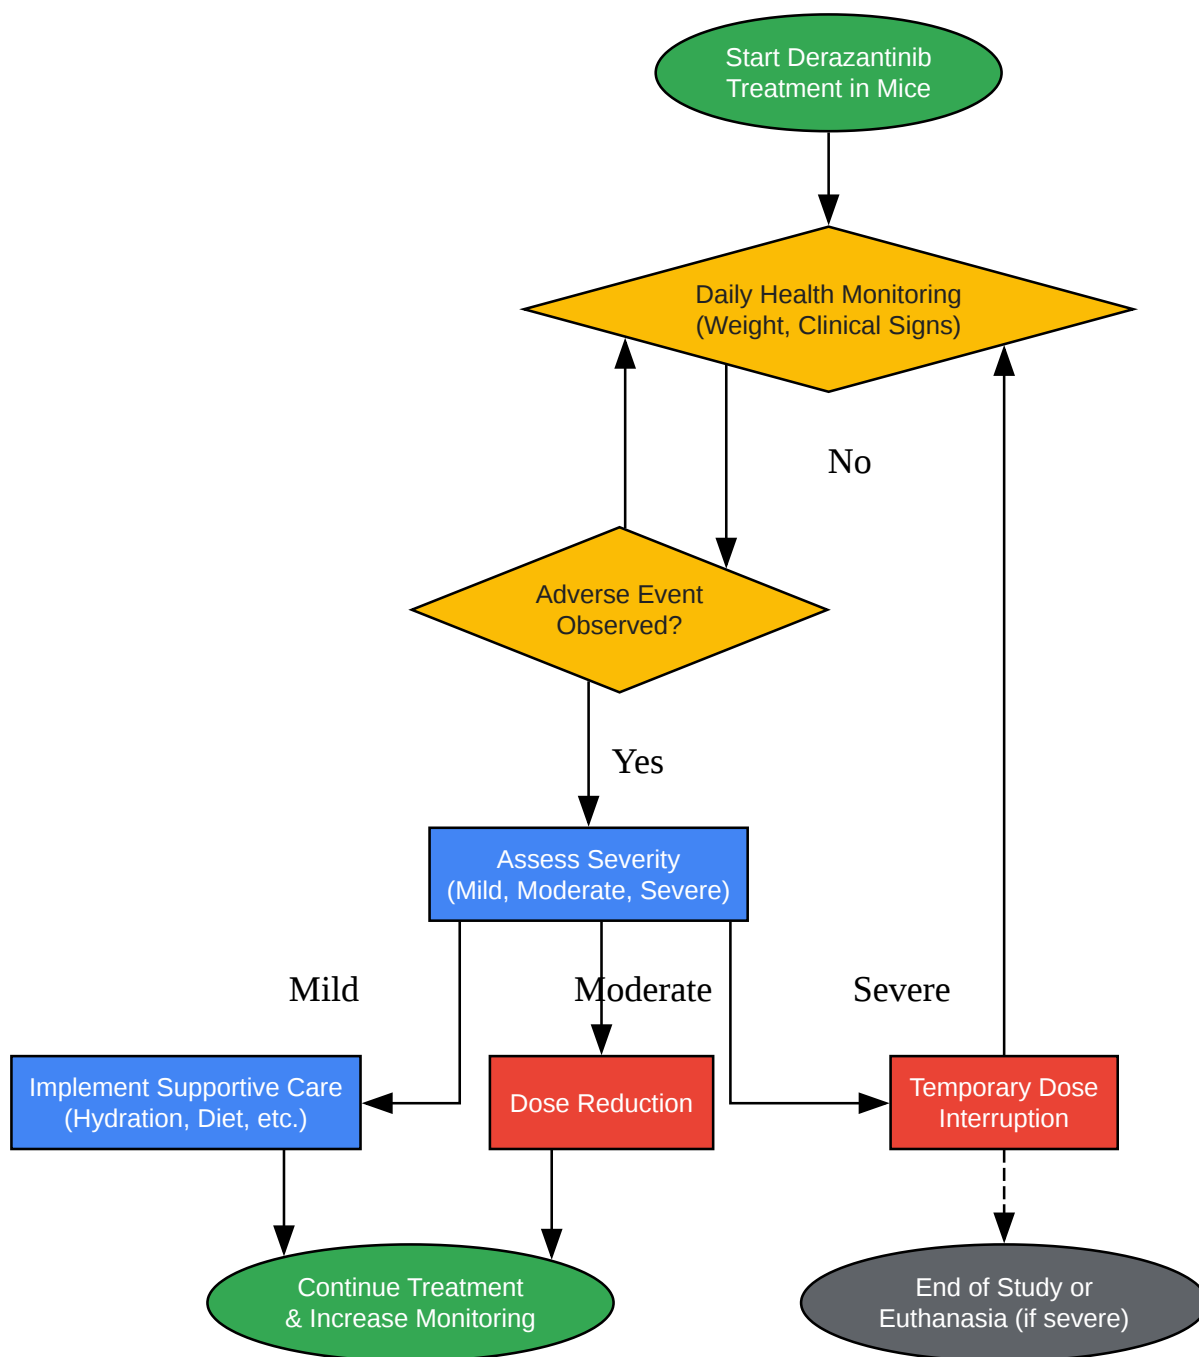 Start Derazantinib
Treatment in Mice
Daily Health Monitoring
(Weight, Clinical Signs)
No
Adverse Event
Observed?
Yes
Assess Severity
(Mild, Moderate, Severe)
Mild
Moderate
Severe
Implement Supportive Care
(Hydration, Diet, etc.)
Dose Reduction
Temporary Dose
Interruption
Continue Treatment
& Increase Monitoring
End of Study or
Euthanasia (if severe)